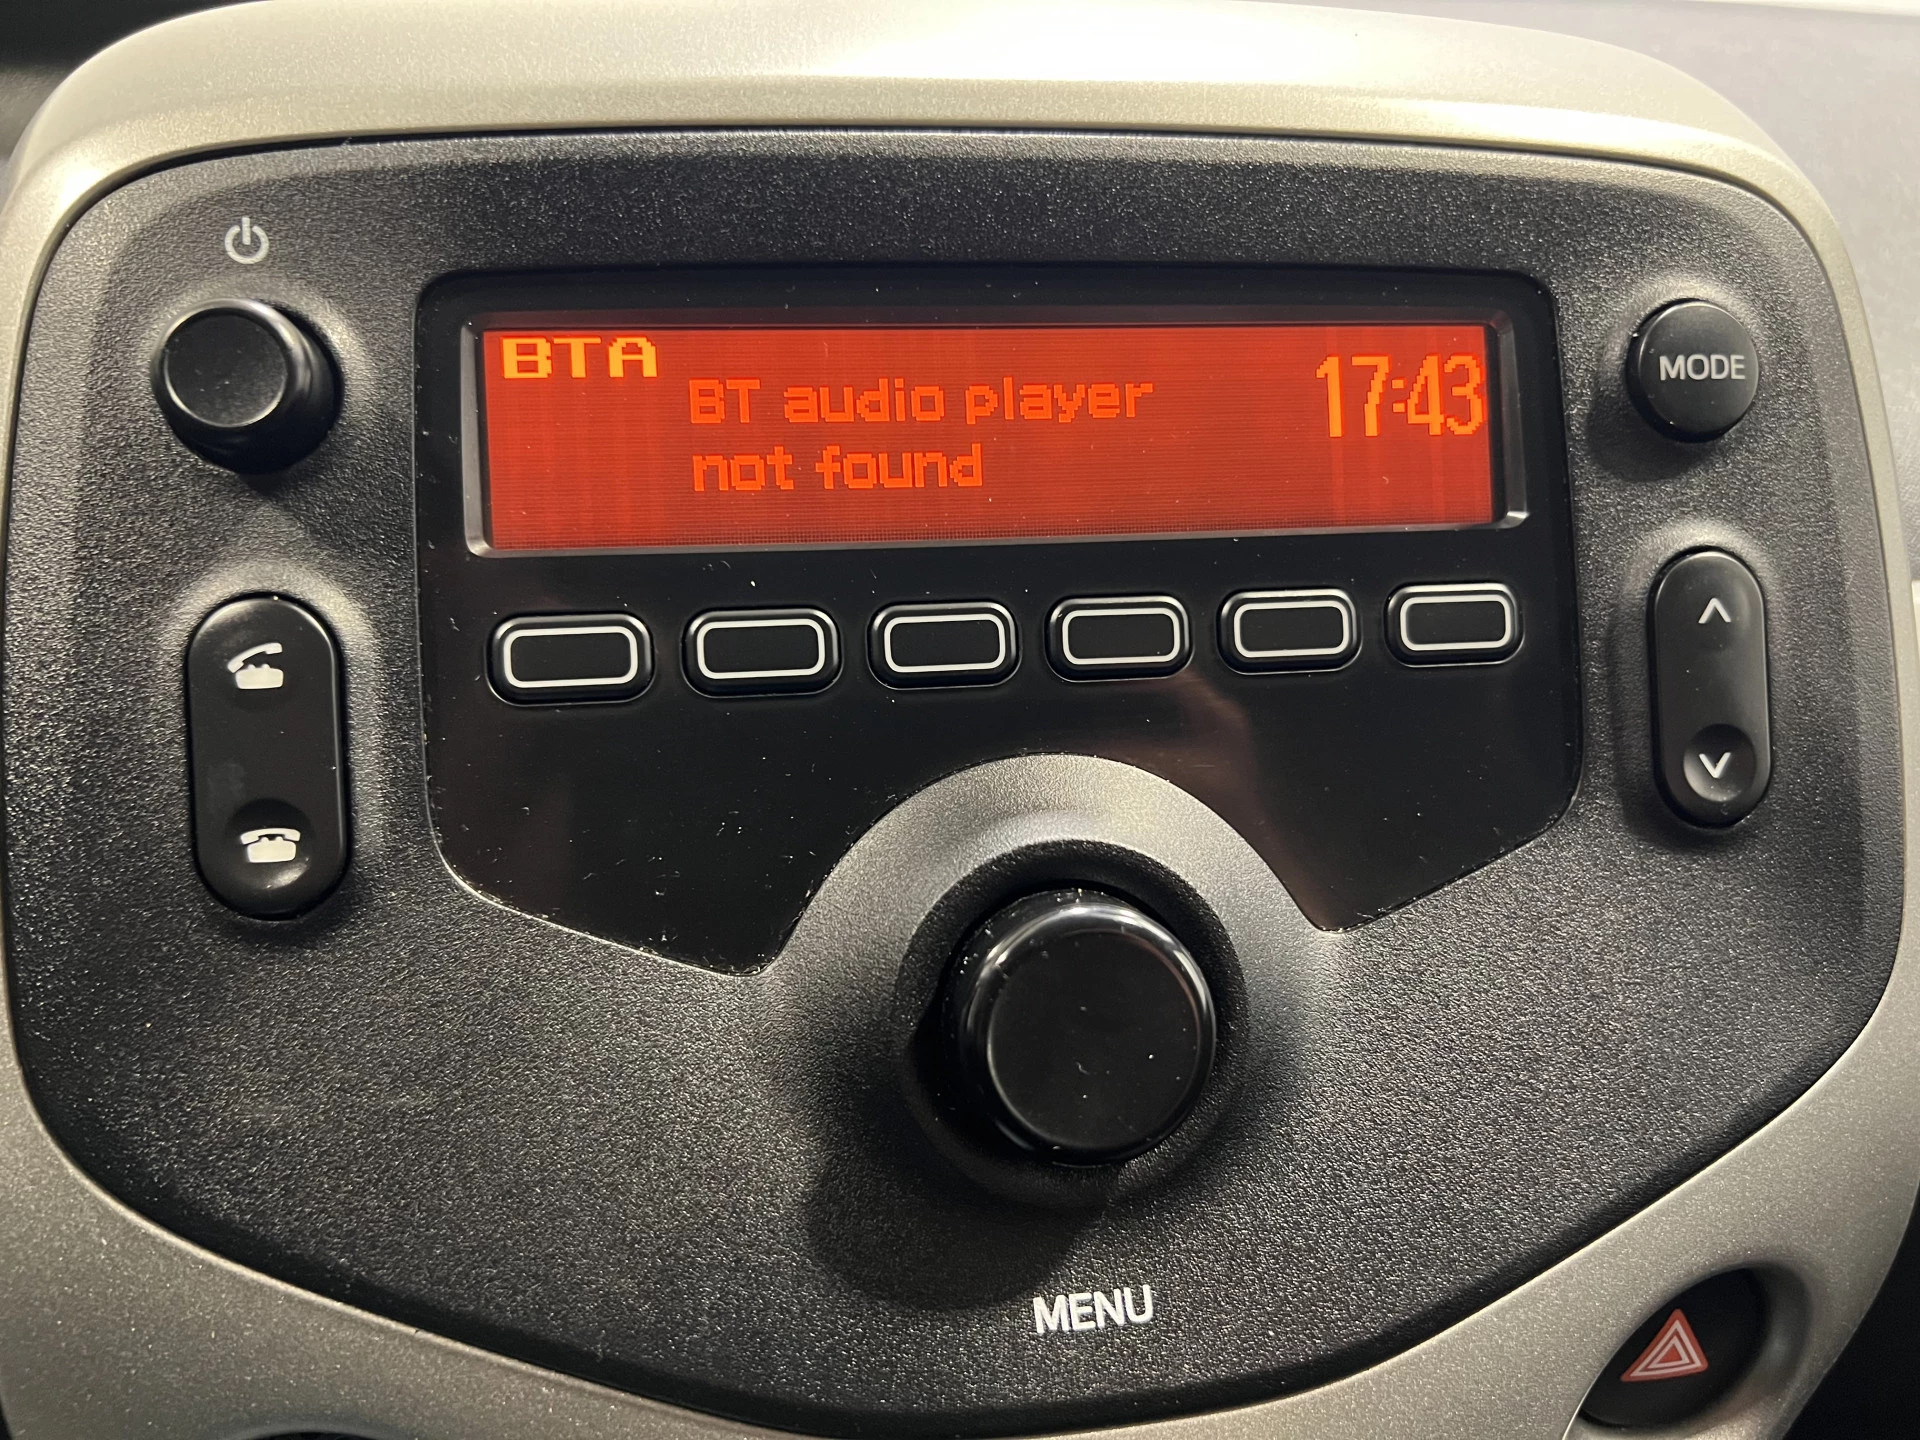 BTA
BT audio player
not found
17:43
MODE
MENU